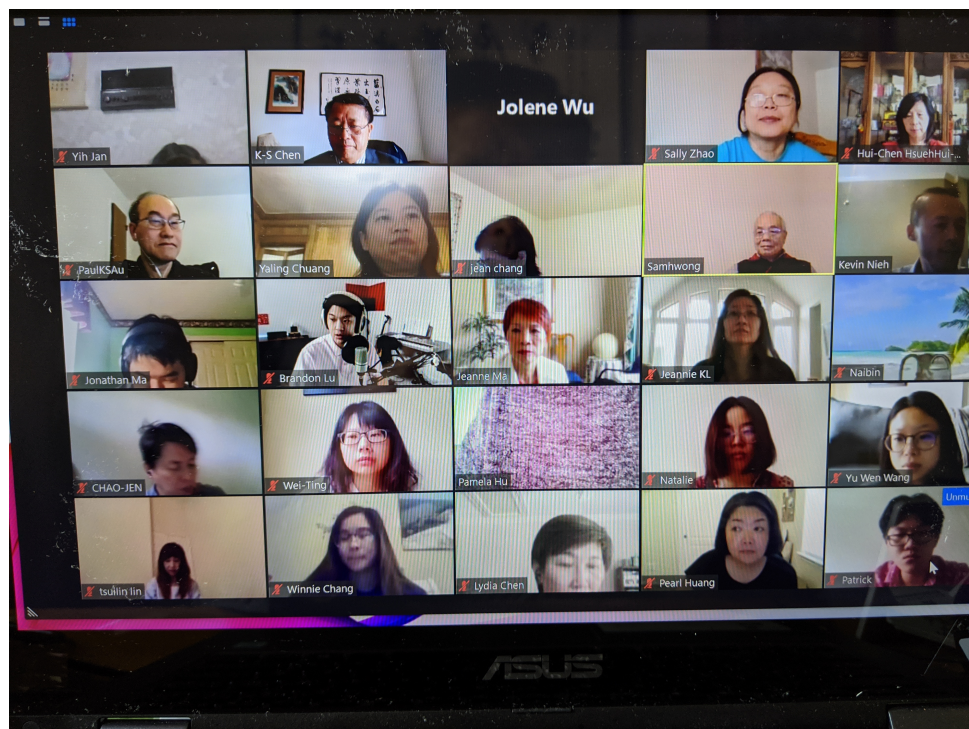 Jolene Wu
Yih Jan
K-S Chen
Sally Zhao
Hui-Chen HsuehHui-...
PaulKSAu
Yaling Chuang
jean chang
Samhwong
Kevin Nieh
Jonathan Ma
Brandon Lu
Jeanne Ma
Jeannie KL
Naibin
CHAO-JEN
Wei-Ting
Pamela Hu
Natalie
Yu Wen Wang
Unmu
tsuilin lin
Winnie Chang
Lydia Chen
Pearl Huang
Patrick
ASUS